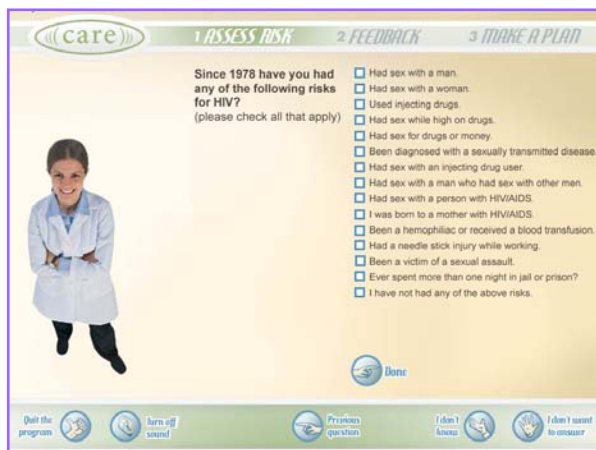 ((care))
1 ASSESS RISK
2 FEEDBACK
3 MAKE A PLAN
Since 1978 have you had
any of the following risks
for HIV?
(please check all that apply)
Had sex with a man.
Had sex with a woman.
Used injecting drugs.
Had sex while high on drugs.
Had sex for drugs or money.
Been diagnosed with a sexually transmitted disease.
Had sex with an injecting drug user.
Had sex with a man who had sex with other men.
Had sex with a person with HIV/AIDS.
I was born to a mother with HIV/AIDS.
Been a hemophiliac or received a blood transfusion.
Had a needle stick injury while working.
Been a victim of a sexual assault.
Ever spent more than one night in jail or prison?
I have not had any of the above risks.
Done
Quit the
program
Turn off
sound
Previous
question
I don't
know
I don't want
to answer